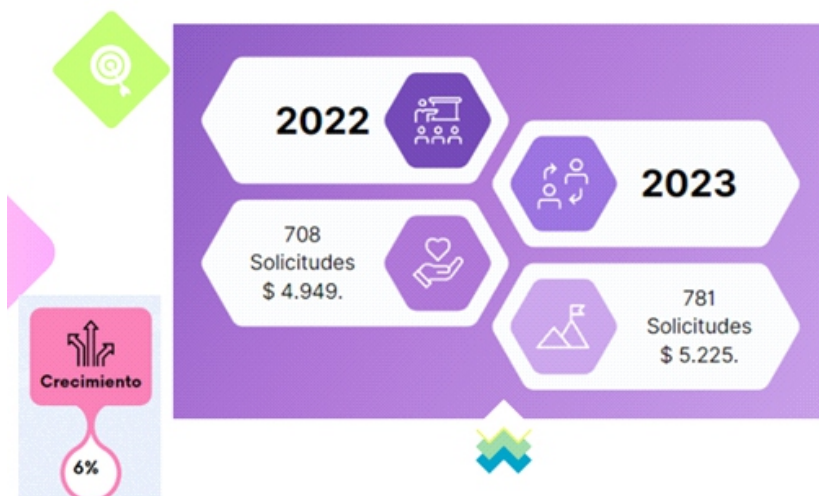 2022
708
Solicitudes
$ 4.949.
2023
781
Solicitudes
$ 5.225.
Crecimiento
6%